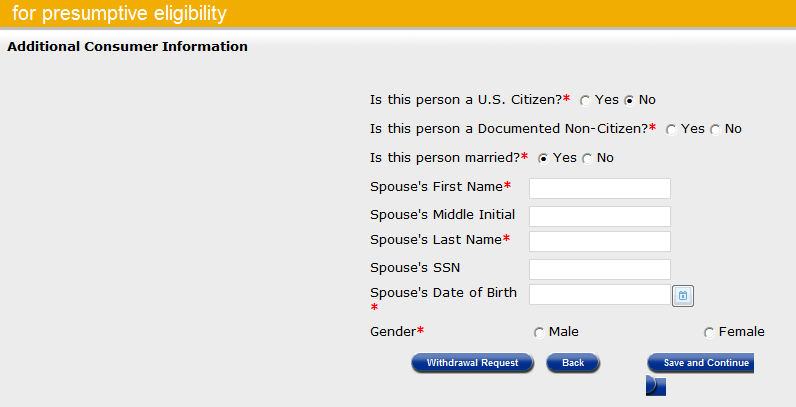 for presumptive eligibility
Additional Consumer Information
Is this person a U.S. Citizen?* Yes No
Is this person a Documented Non-Citizen?* Yes No
Is this person married?* Yes No
Spouse's First Name*
Spouse's Middle Initial
Spouse's Last Name*
Spouse's SSN
Spouse's Date of Birth
*
Gender* Male Female
Withdrawal Request Back Save and Continue